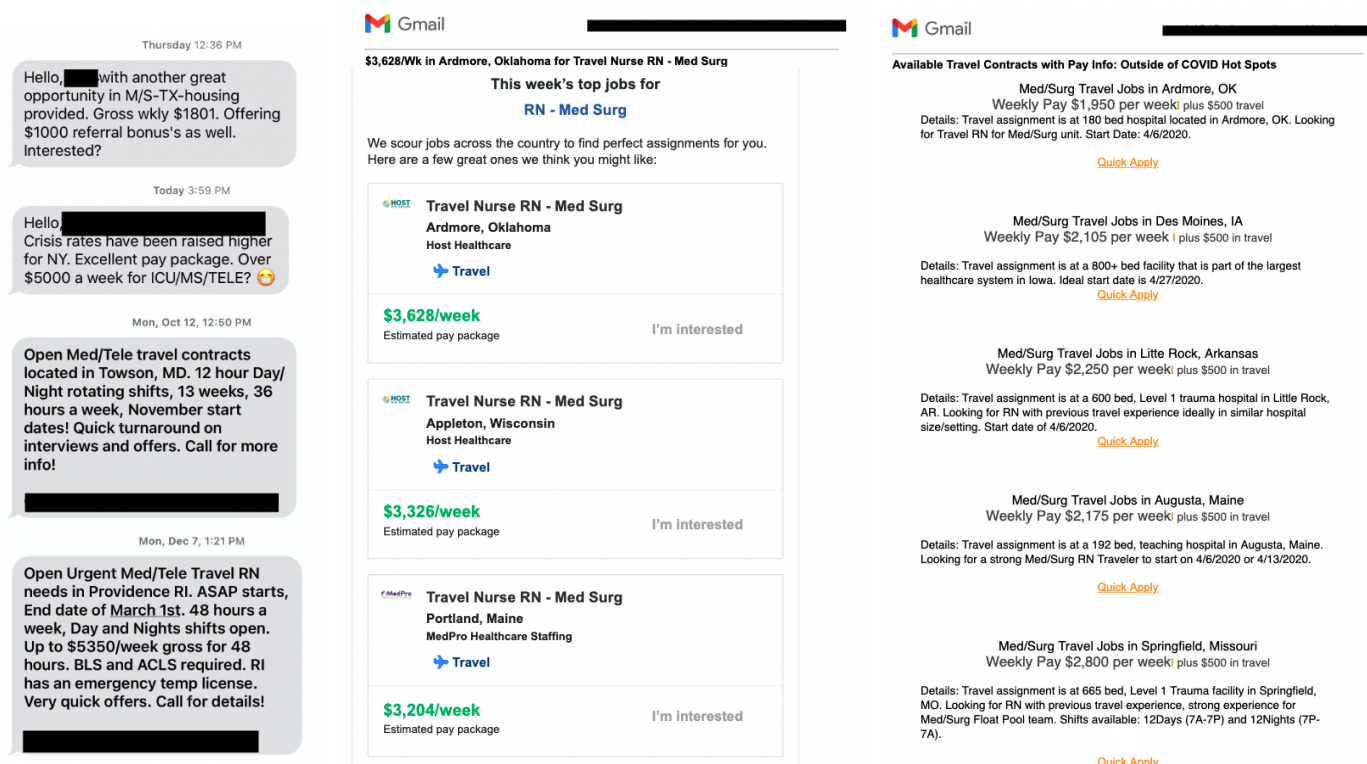 Thursday 12:36 PM
Hello, with another great
opportunity in M/S-TX-housing
provided. Gross wkly $1801. Offering
$1000 referral bonus's as well.
Interested?
Today 3:59 PM
Hello,
Crisis rates have been raised higher
for NY. Excellent pay package. Over
$5000 a week for ICU/MS/TELE? 😷
Mon, Oct 12, 12:50 PM
Open Med/Tele travel contracts
located in Towson, MD. 12 hour Day/
Night rotating shifts, 13 weeks, 36
hours a week, November start
dates! Quick turnaround on
interviews and offers. Call for more
info!
Mon, Dec 7, 1:21 PM
Open Urgent Med/Tele Travel RN
needs in Providence RI. ASAP starts,
End date of March 1st. 48 hours a
week, Day and Nights shifts open.
Up to $5350/week gross for 48
hours. BLS and ACLS required. RI
has an emergency temp license.
Very quick offers. Call for details!
Gmail
$3,628/Wk in Ardmore, Oklahoma for Travel Nurse RN - Med Surg
This week's top jobs for
RN - Med Surg
We scour jobs across the country to find perfect assignments for you.
Here are a few great ones we think you might like:
HOST
Travel Nurse RN - Med Surg
Ardmore, Oklahoma
Host Healthcare
Travel
$3,628/week
Estimated pay package
I'm interested
HOST
Travel Nurse RN - Med Surg
Appleton, Wisconsin
Host Healthcare
Travel
$3,326/week
Estimated pay package
I'm interested
MedPro
Travel Nurse RN - Med Surg
Portland, Maine
MedPro Healthcare Staffing
Travel
$3,204/week
Estimated pay package
I'm interested
Gmail
Available Travel Contracts with Pay Info: Outside of COVID Hot Spots
Med/Surg Travel Jobs in Ardmore, OK
Weekly Pay $1,950 per week| plus $500 travel
Details: Travel assignment is at 180 bed hospital located in Ardmore, OK. Looking
for Travel RN for Med/Surg unit. Start Date: 4/6/2020.
Quick Apply
Med/Surg Travel Jobs in Des Moines, IA
Weekly Pay $2,105 per week | plus $500 in travel
Details: Travel assignment is at a 800+ bed facility that is part of the largest
healthcare system in Iowa. Ideal start date is 4/27/2020.
Quick Apply
Med/Surg Travel Jobs in Litte Rock, Arkansas
Weekly Pay $2,250 per week| plus $500 in travel
Details: Travel assignment is at a 600 bed, Level 1 trauma hospital in Little Rock,
AR. Looking for RN with previous travel experience ideally in similar hospital
size/setting. Start date of 4/6/2020.
Quick Apply
Med/Surg Travel Jobs in Augusta, Maine
Weekly Pay $2,175 per week| plus $500 in travel
Details: Travel assignment is at a 192 bed, teaching hospital in Augusta, Maine.
Looking for a strong Med/Surg RN Traveler to start on 4/6/2020 or 4/13/2020.
Quick Apply
Med/Surg Travel Jobs in Springfield, Missouri
Weekly Pay $2,800 per week| plus $500 in travel
Details: Travel assignment is at 665 bed, Level 1 Trauma facility in Springfield,
MO. Looking for RN with previous travel experience, strong experience for
Med/Surg Float Pool team. Shifts available: 12Days (7A-7P) and 12Nights (7P-
7A).
Quick Apply